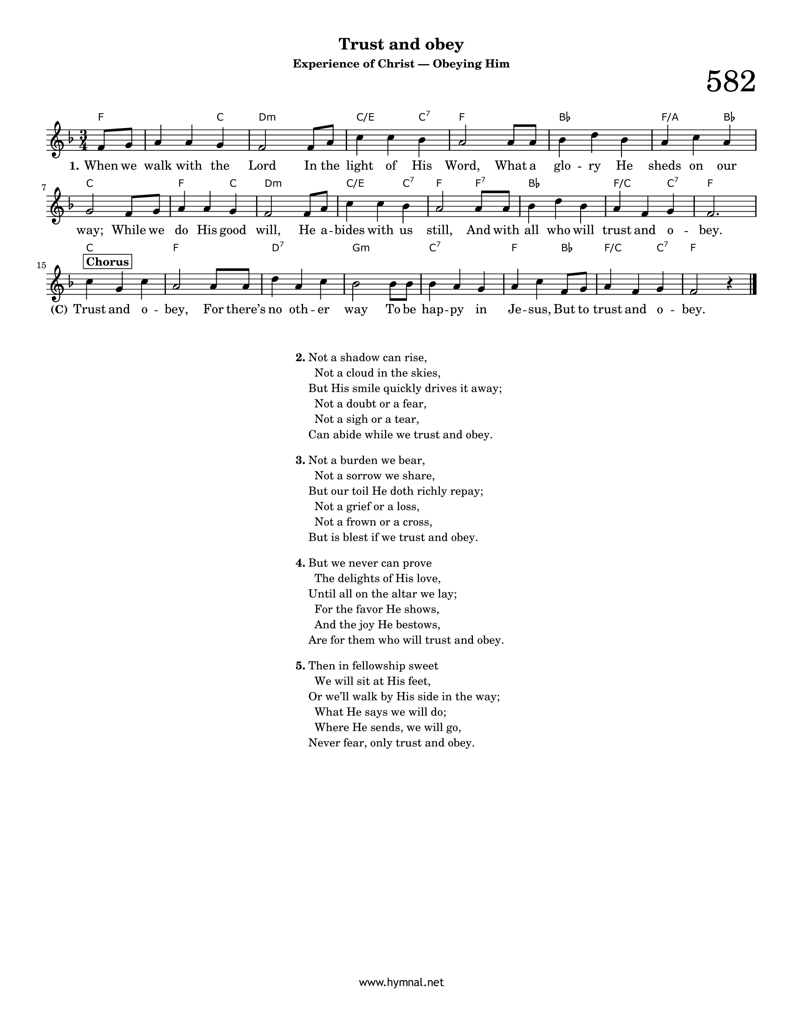 Trust and obey
Experience of Christ — Obeying Him
582
F C Dm C/E C7 F B♭ F/A B♭
3
4
1. When we walk with the Lord In the light of His Word, What a glo - ry He sheds on our
7
C F C Dm C/E C7 F F7 B♭ F/C C7 F
way; While we do His good will, He a - bides with us still, And with all who will trust and o - bey.
C F D7 Gm C7 F B♭ F/C C7 F
15
Chorus
(C) Trust and o - bey, For there's no oth - er way To be hap - py in Je - sus, But to trust and o - bey.
2. Not a shadow can rise,
Not a cloud in the skies,
But His smile quickly drives it away;
Not a doubt or a fear,
Not a sigh or a tear,
Can abide while we trust and obey.
3. Not a burden we bear,
Not a sorrow we share,
But our toil He doth richly repay;
Not a grief or a loss,
Not a frown or a cross,
But is blest if we trust and obey.
4. But we never can prove
The delights of His love,
Until all on the altar we lay;
For the favor He shows,
And the joy He bestows,
Are for them who will trust and obey.
5. Then in fellowship sweet
We will sit at His feet,
Or we'll walk by His side in the way;
What He says we will do;
Where He sends, we will go,
Never fear, only trust and obey.
www.hymnal.net